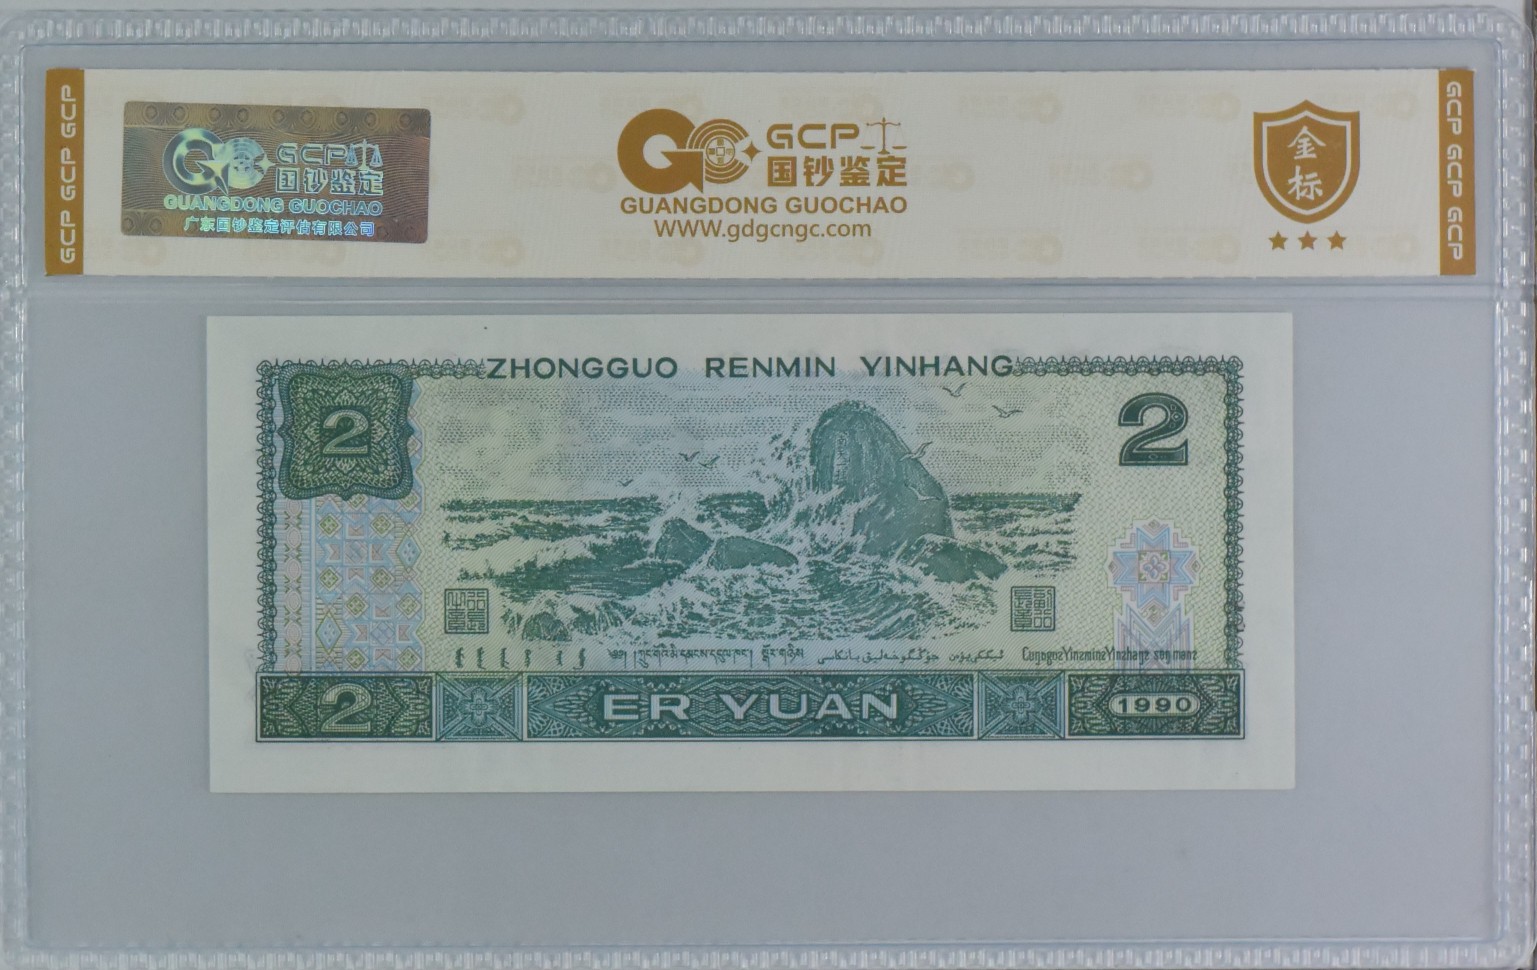 GCP GCP GCP
GCP
国钞鉴定
GUANGDONG GUOCHAO
广东国钞鉴定评估有限公司
GCP
国钞鉴定
GUANGDONG GUOCHAO
WWW.gdgcngc.com
金
标
GCP GCP GCP
ZHONGGUO RENMIN YINHANG
2
2
2
ER YUAN
1990